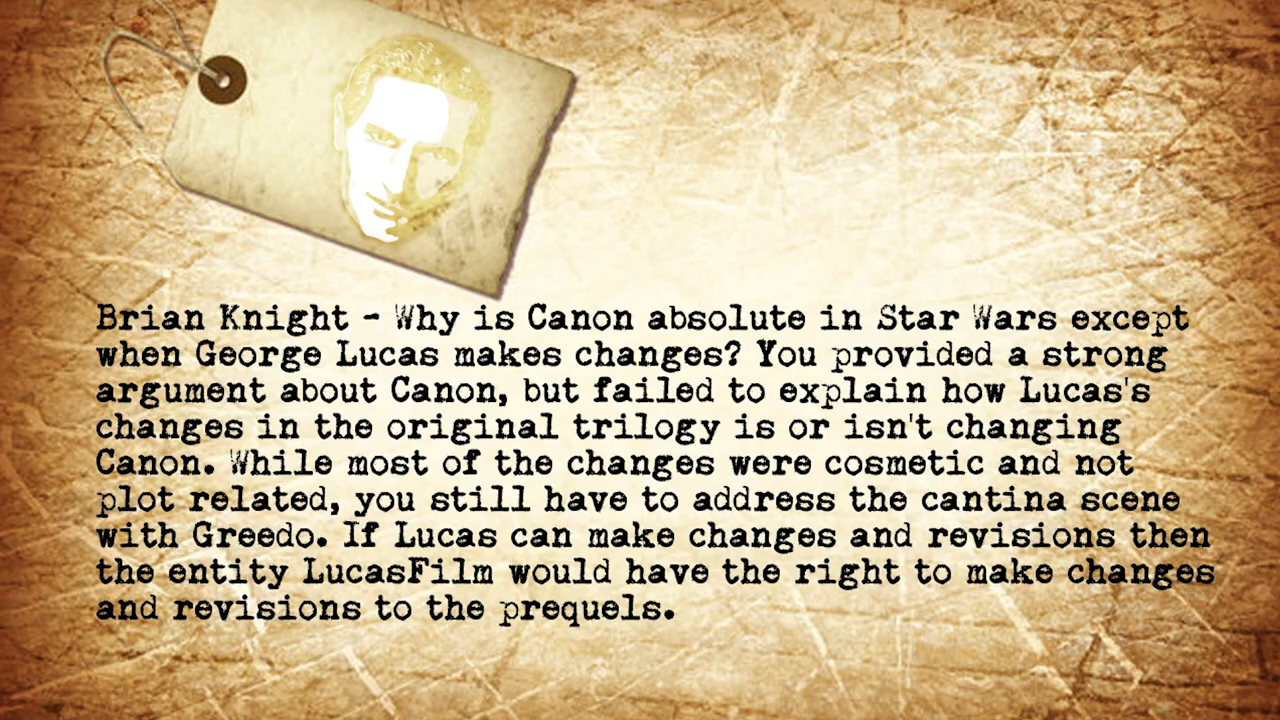 Brian Knight - Why is Canon absolute in Star Wars except
when George Lucas makes changes? You provided a strong
argument about Canon, but failed to explain how Lucas's
changes in the original trilogy is or isn't changing
Canon. While most of the changes were cosmetic and not
plot related, you still have to address the cantina scene
with Greedo. If Lucas can make changes and revisions then
the entity LucasFilm would have the right to make changes
and revisions to the prequels.